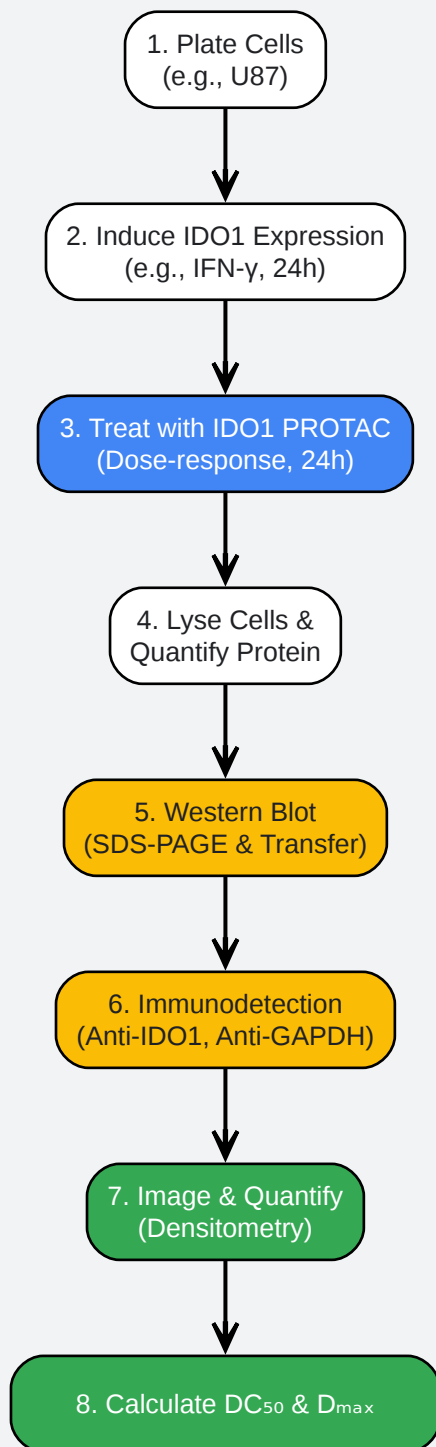 1. Plate Cells
(e.g., U87)
2. Induce IDO1 Expression
(e.g., IFN-γ, 24h)
3. Treat with IDO1 PROTAC
(Dose-response, 24h)
4. Lyse Cells &
Quantify Protein
5. Western Blot
(SDS-PAGE & Transfer)
6. Immunodetection
(Anti-IDO1, Anti-GAPDH)
7. Image & Quantify
(Densitometry)
8. Calculate DC₅₀ & Dₘₐₓ